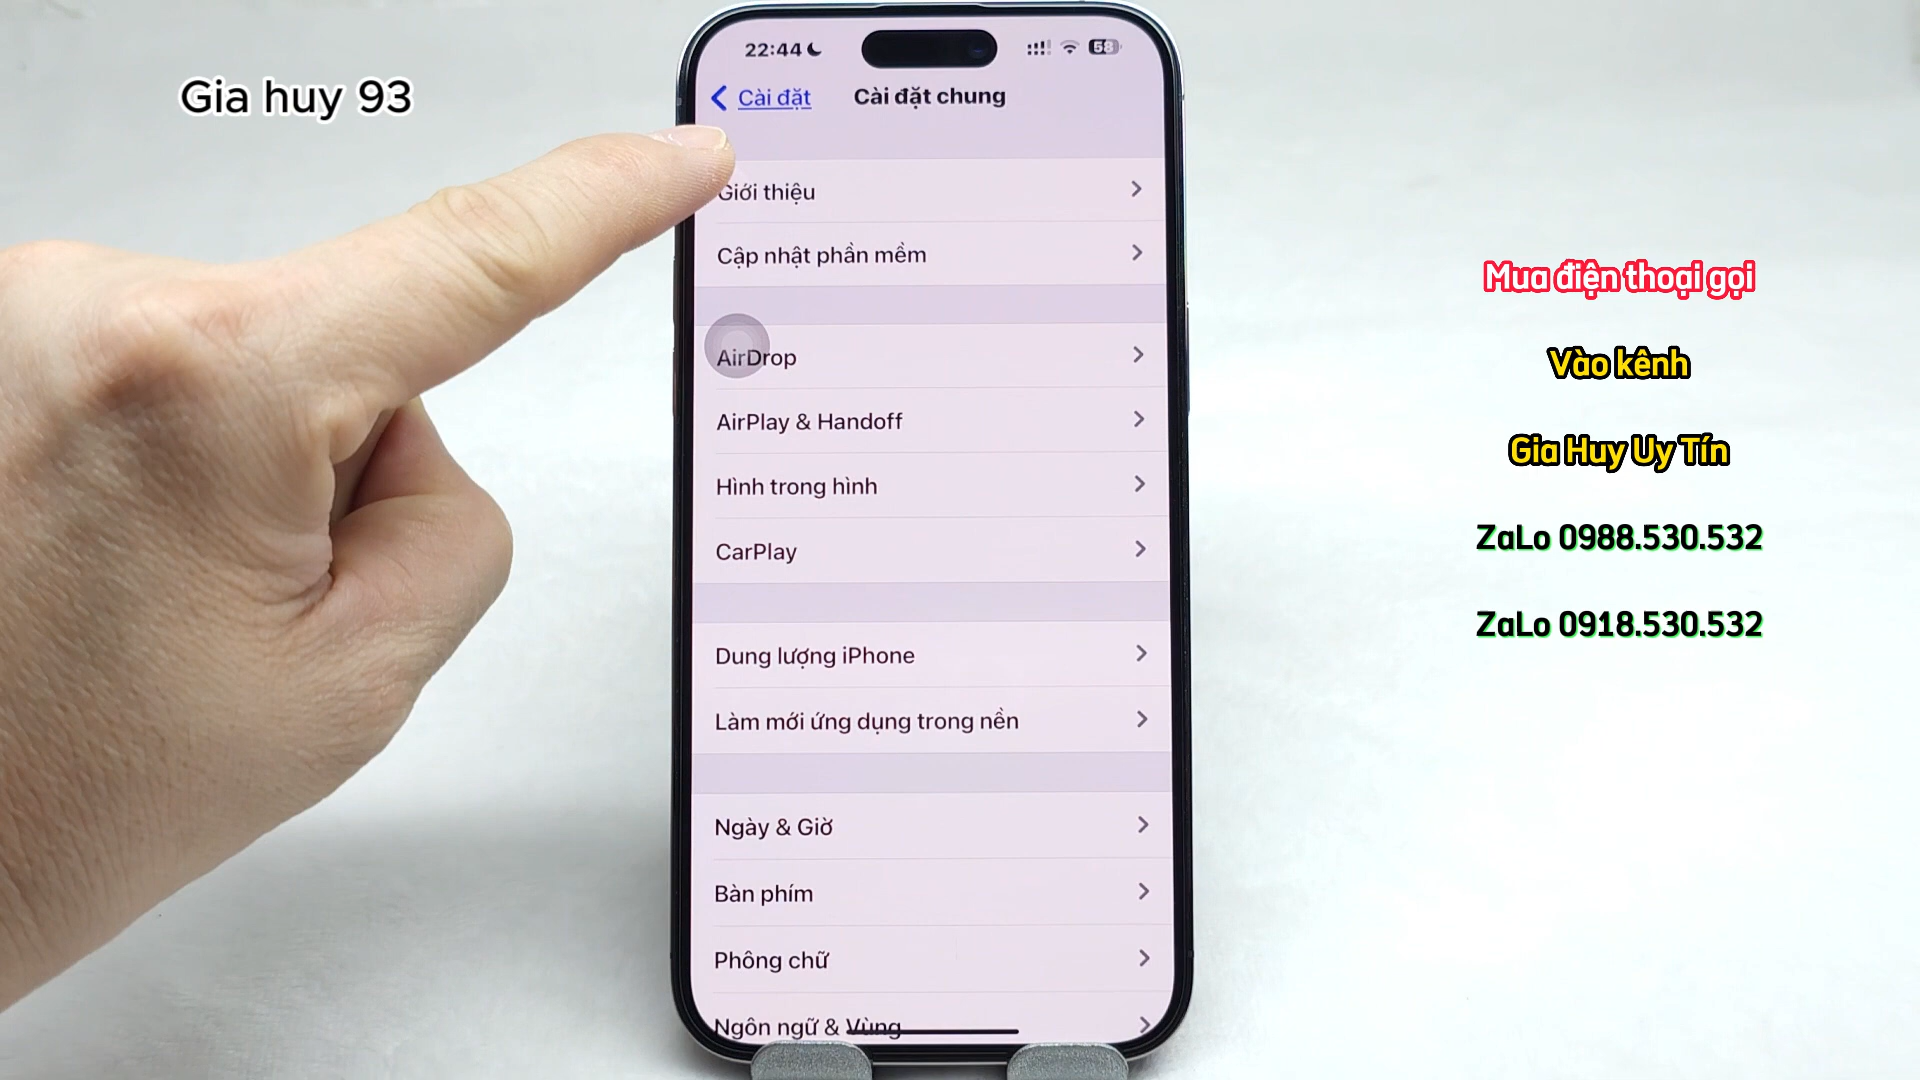 Gia huy 93
22:44
58
Cài đặt
Cài đặt chung
Giới thiệu
Cập nhật phần mềm
AirDrop
AirPlay & Handoff
Hình trong hình
CarPlay
Dung lượng iPhone
Làm mới ứng dụng trong nền
Ngày & Giờ
Bàn phím
Phông chữ
Ngôn ngữ & Vùng
Mua điện thoại gọi
Vào kênh
Gia Huy Uy Tín
ZaLo 0988.530.532
ZaLo 0918.530.532